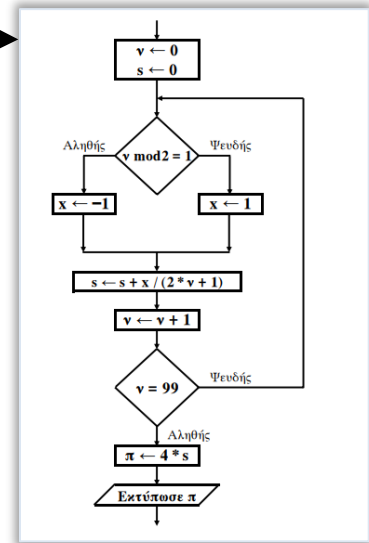 ν ← 0
s ← 0
Αληθής
Ψευδής
ν mod2 = 1
x ← −1
x ← 1
s ← s + x / (2 * ν + 1)
ν ← ν + 1
ν = 99
Ψευδής
Αληθής
π ← 4 * s
Εκτύπωσε π